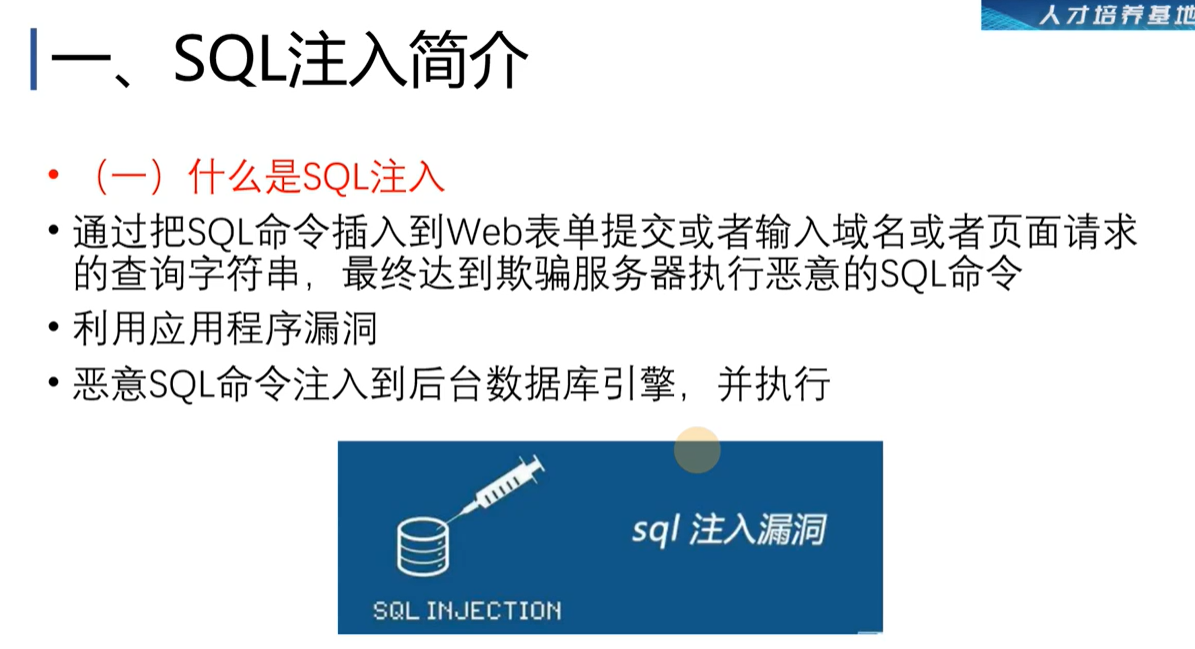 人才培养基地
一、SQL注入简介
• （一）什么是SQL注入
• 通过把SQL命令插入到Web表单提交或者输入域名或者页面请求
的查询字符串，最终达到欺骗服务器执行恶意的SQL命令
• 利用应用程序漏洞
• 恶意SQL命令注入到后台数据库引擎，并执行
sql 注入漏洞
SQL INJECTION